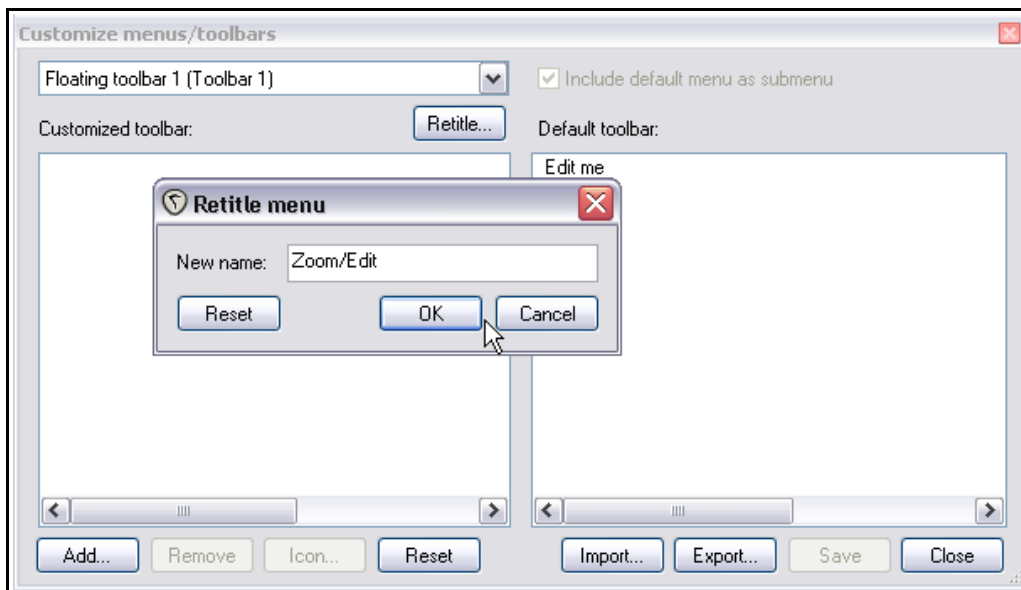 Customize menus/toolbars
Floating toolbar 1 (Toolbar 1)
Include default menu as submenu
Customized toolbar:
Retitle...
Default toolbar:
Edit me
Retitle menu
New name:
Zoom/Edit
Reset
OK
Cancel
Add...
Remove
Icon...
Reset
Import...
Export...
Save
Close